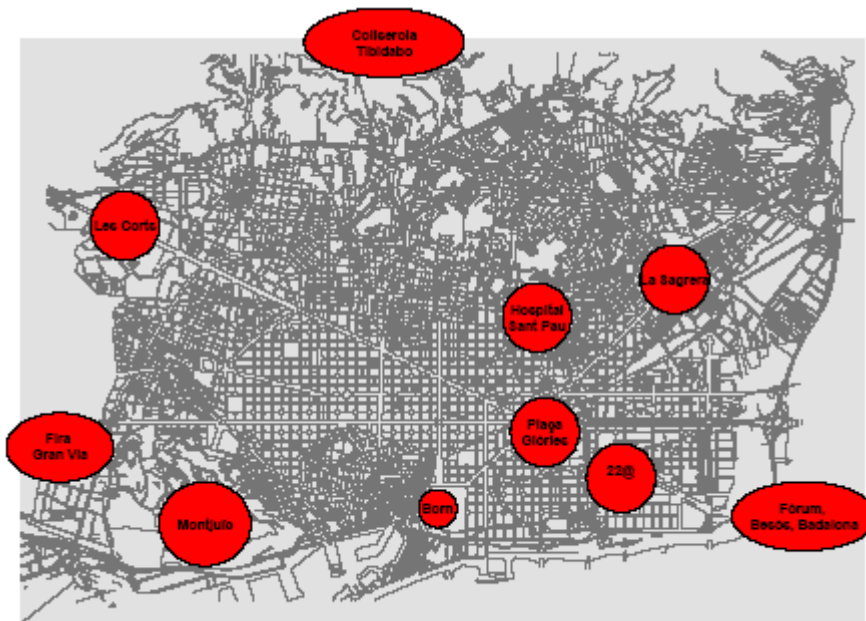 Collserola
Tibidabo
Les Corts
La Sagrera
Hospital
Sant Pau
Fira
Gran Via
Plaça
Glòries
22@
Montjuïc
Born
Fòrum,
Besòs, Badalona